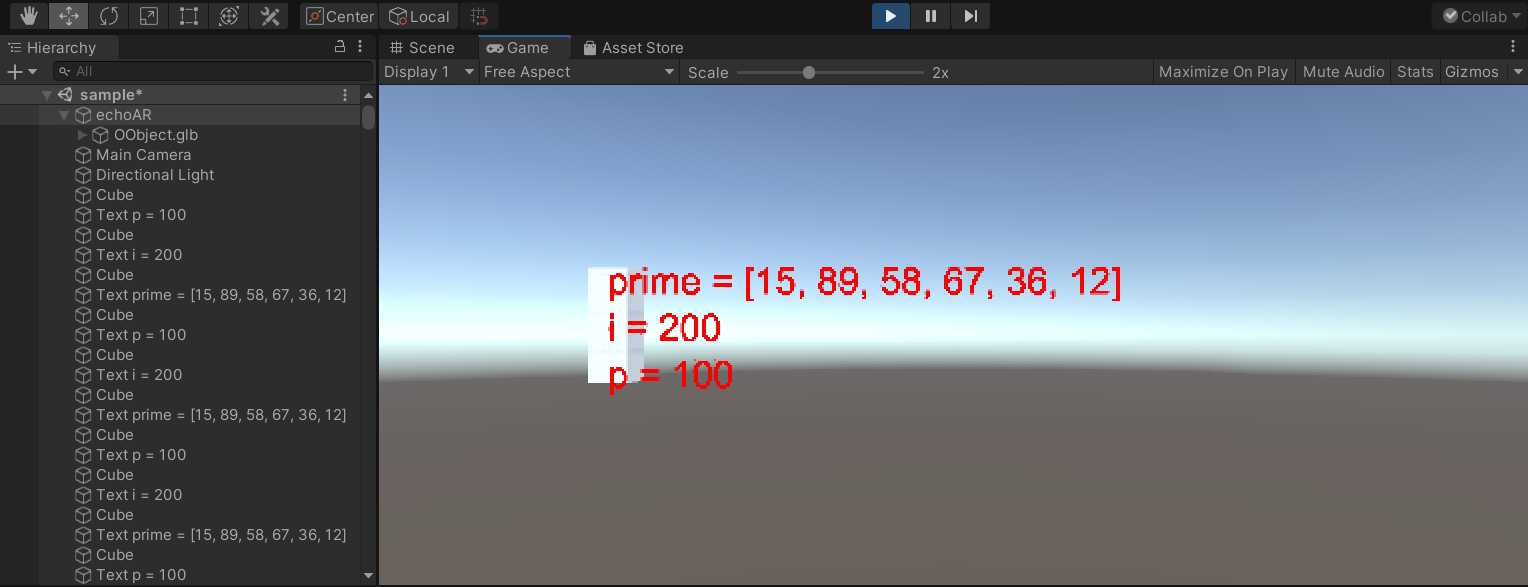 Center Local Collab
Hierarchy Scene Game Asset Store
All Display 1 Free Aspect Scale 2x Maximize On Play Mute Audio Stats Gizmos
sample*
echoAR
OObject.glb
Main Camera
Directional Light
Cube
Text p = 100
Cube
Text i = 200
Cube
Text prime = [15, 89, 58, 67, 36, 12]
Cube
Text p = 100
Cube
Text i = 200
Cube
Text prime = [15, 89, 58, 67, 36, 12]
Cube
Text p = 100
Cube
Text i = 200
Cube
Text prime = [15, 89, 58, 67, 36, 12]
Cube
Text p = 100
prime = [15, 89, 58, 67, 36, 12]
i = 200
p = 100